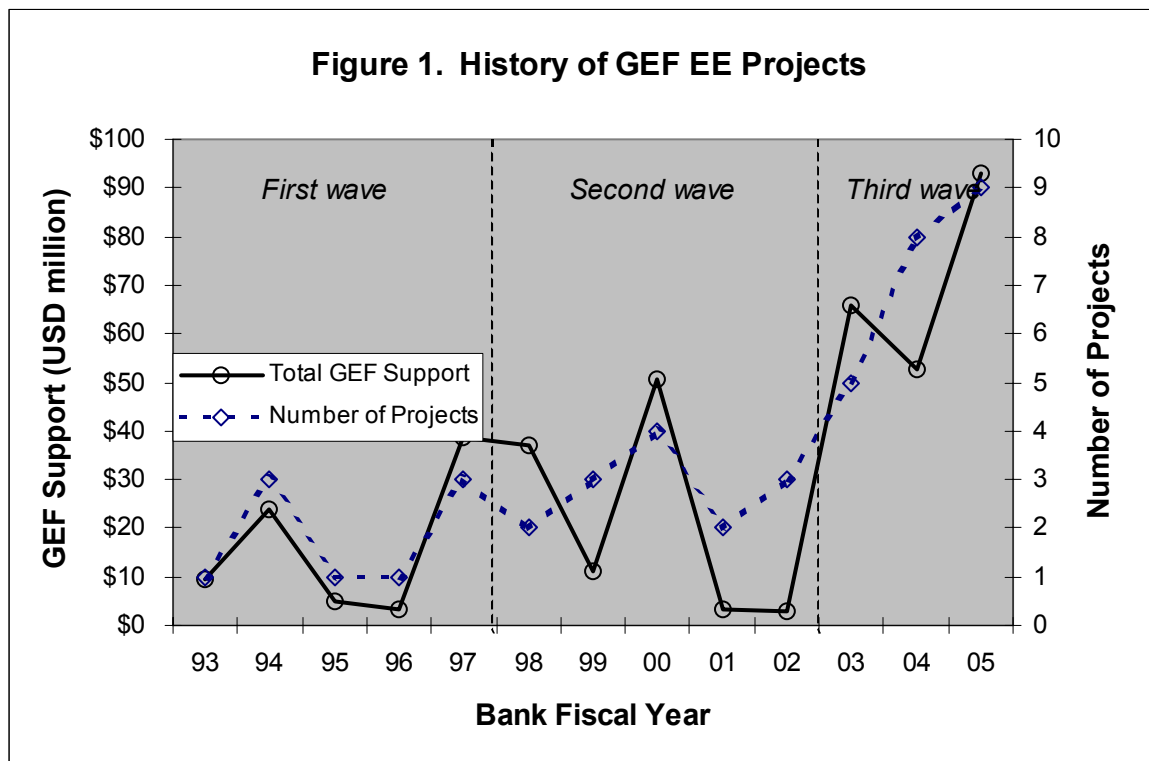 Figure 1. History of GEF EE Projects
$100
$90
$80
$70
$60
$50
$40
$30
$20
$10
$0
GEF Support (USD million)
First wave
Second wave
Third wave
Total GEF Support
Number of Projects
10
9
8
7
6
5
4
3
2
1
0
Number of Projects
93 94 95 96 97 98 99 00 01 02 03 04 05
Bank Fiscal Year